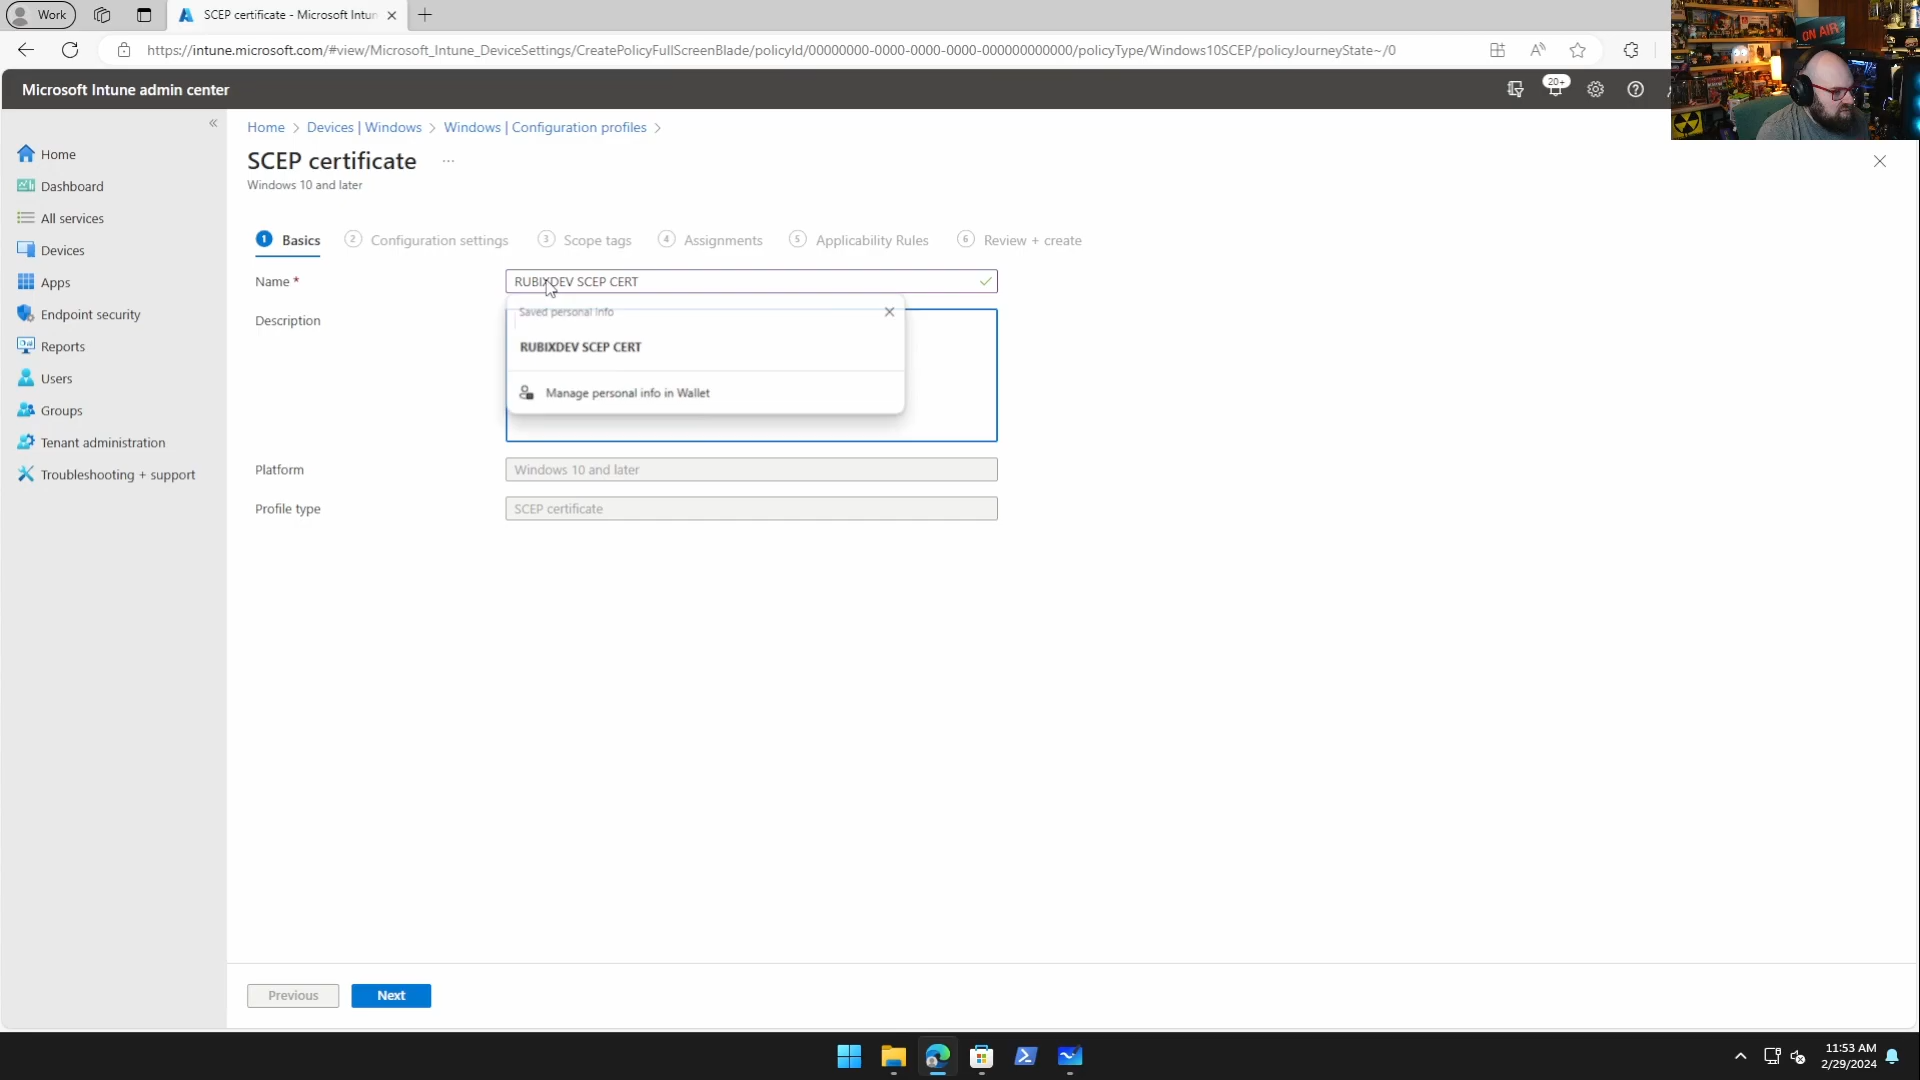 Work
SCEP certificate - Microsoft Intun
https://intune.microsoft.com/#view/Microsoft_Intune_DeviceSettings/CreatePolicyFullScreenBlade/policyId/00000000-0000-0000-0000-000000000000/policyType/Windows10SCEP/policyJourneyState~/0
ON AIR
Microsoft Intune admin center
20+
Home
Dashboard
All services
Devices
Apps
Endpoint security
Reports
Users
Groups
Tenant administration
Troubleshooting + support
Home > Devices | Windows > Windows | Configuration profiles >
SCEP certificate ...
Windows 10 and later
1 Basics
2 Configuration settings
3 Scope tags
4 Assignments
5 Applicability Rules
6 Review + create
Name *
RUBIXDEV SCEP CERT
Description
Saved personal info
RUBIXDEV SCEP CERT
Manage personal info in Wallet
Platform
Windows 10 and later
Profile type
SCEP certificate
Previous
Next
11:53 AM
2/29/2024